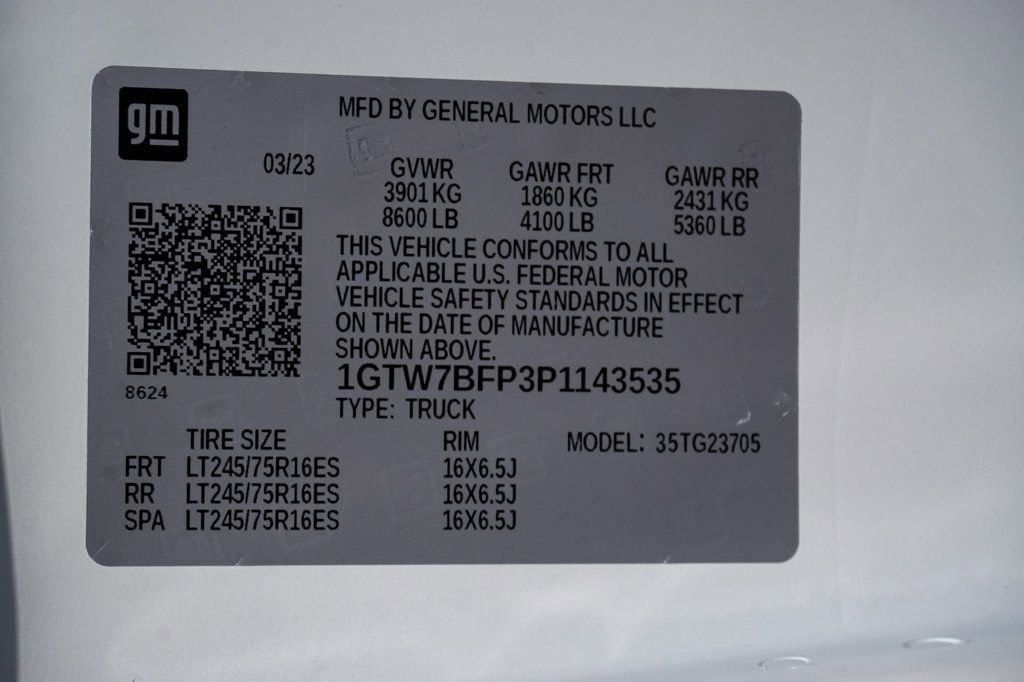 gm
MFD BY GENERAL MOTORS LLC
03/23
GVWR GAWR FRT GAWR RR
3901 KG 1860 KG 2431 KG
8600 LB 4100 LB 5360 LB
THIS VEHICLE CONFORMS TO ALL
APPLICABLE U.S. FEDERAL MOTOR
VEHICLE SAFETY STANDARDS IN EFFECT
ON THE DATE OF MANUFACTURE
SHOWN ABOVE.
1GTW7BFP3P1143535
8624
TYPE: TRUCK
TIRE SIZE RIM MODEL: 35TG23705
FRT LT245/75R16ES 16X6.5J
RR LT245/75R16ES 16X6.5J
SPA LT245/75R16ES 16X6.5J